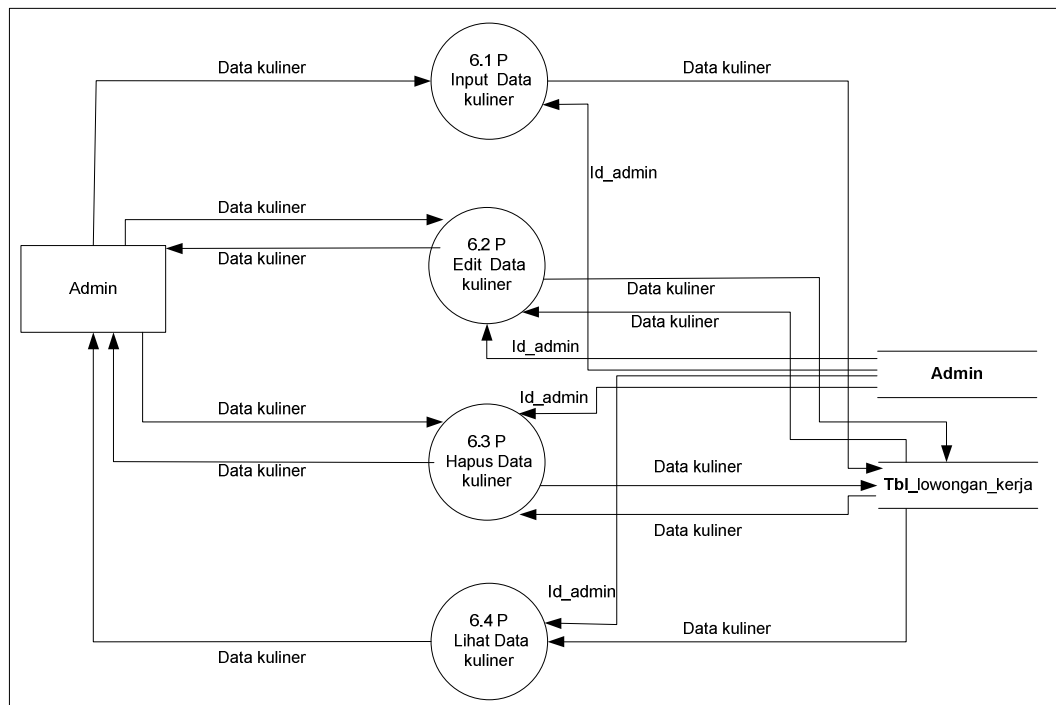 6.1 P
Input Data
kuliner
Data kuliner
Data kuliner
Id_admin
Data kuliner
6.2 P
Edit Data
kuliner
Data kuliner
Admin
Data kuliner
Data kuliner
Id_admin
Admin
Id_admin
Data kuliner
6.3 P
Hapus Data
kuliner
Data kuliner
Data kuliner
Tbl_lowongan_kerja
Data kuliner
Id_admin
6.4 P
Lihat Data
kuliner
Data kuliner
Data kuliner